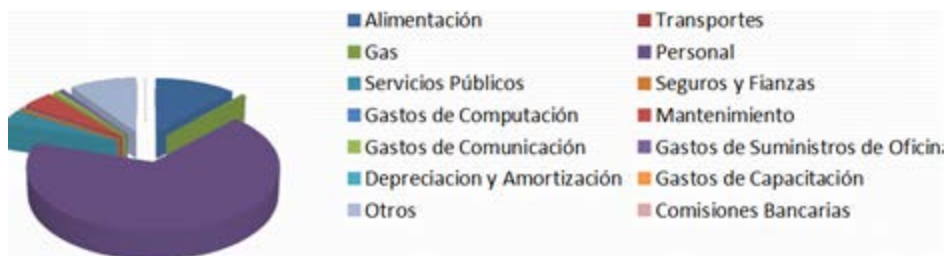 Alimentación
Transportes
Gas
Personal
Servicios Públicos
Seguros y Fianzas
Gastos de Computación
Mantenimiento
Gastos de Comunicación
Gastos de Suministros de Oficina
Depreciacion y Amortización
Gastos de Capacitación
Otros
Comisiones Bancarias